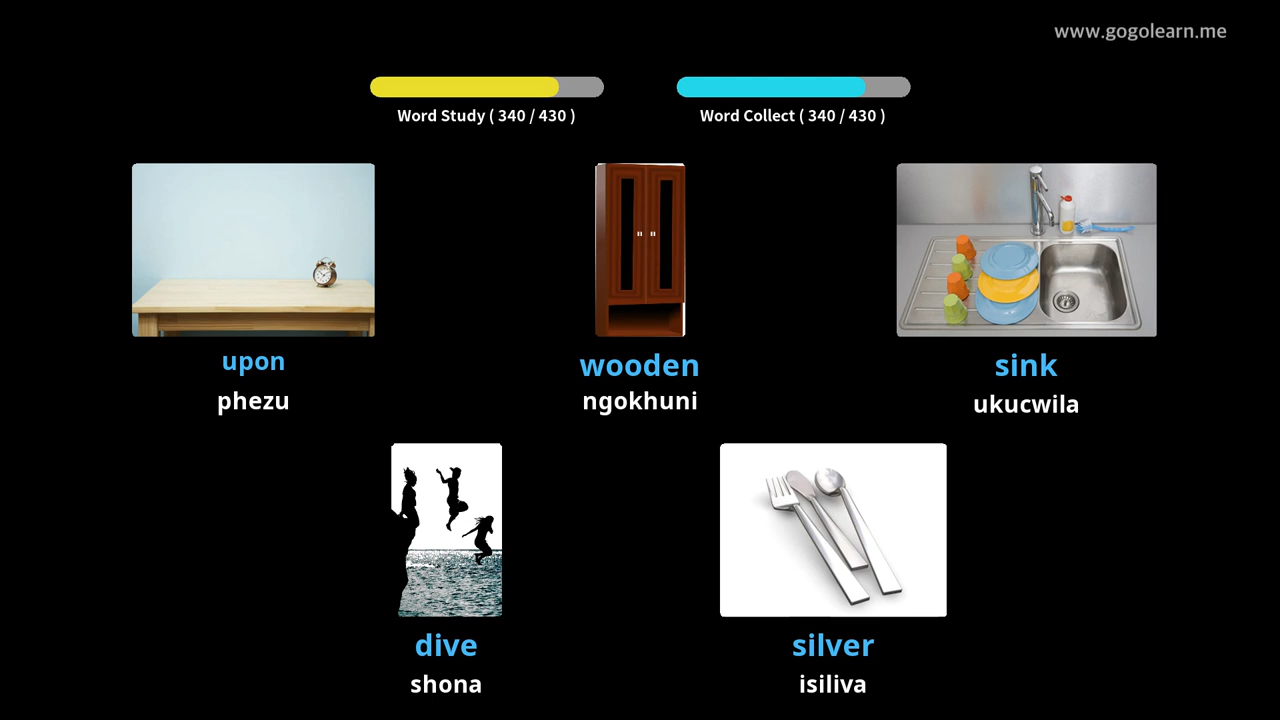 www.gogolearn.me
Word Study ( 340 / 430 )
Word Collect ( 340 / 430 )
upon
phezu
wooden
ngokhuni
sink
ukucwila
dive
shona
silver
isiliva